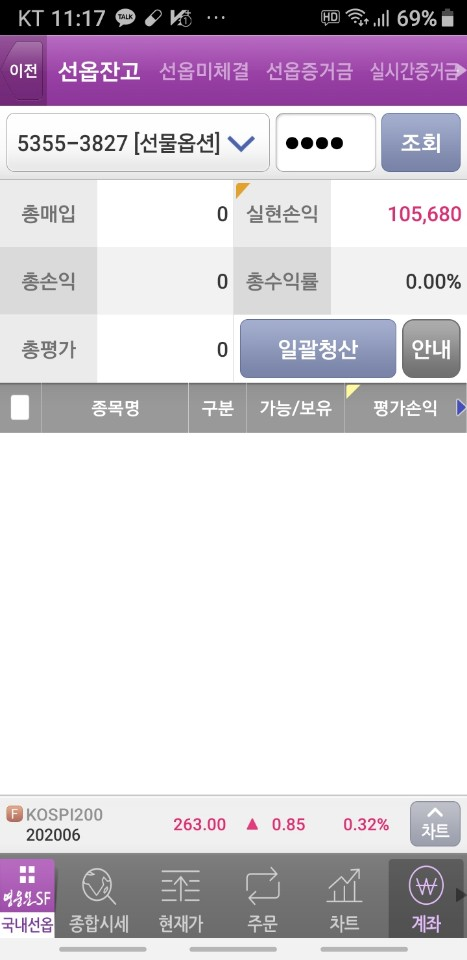 KT 11:17 TALK ... HD 69%
이전 선옵잔고 선옵미체결 선옵증거금 실시간증거금
5355-3827 [선물옵션] ●●●● 조회
총매입 0 실현손익 105,680
총손익 0 총수익률 0.00%
총평가 0 일괄청산 안내
종목명 구분 가능/보유 평가손익
F KOSPI200
202006 263.00 ▲ 0.85 0.32% 차트
영웅문SF
국내선옵 종합시세 현재가 주문 차트 계좌